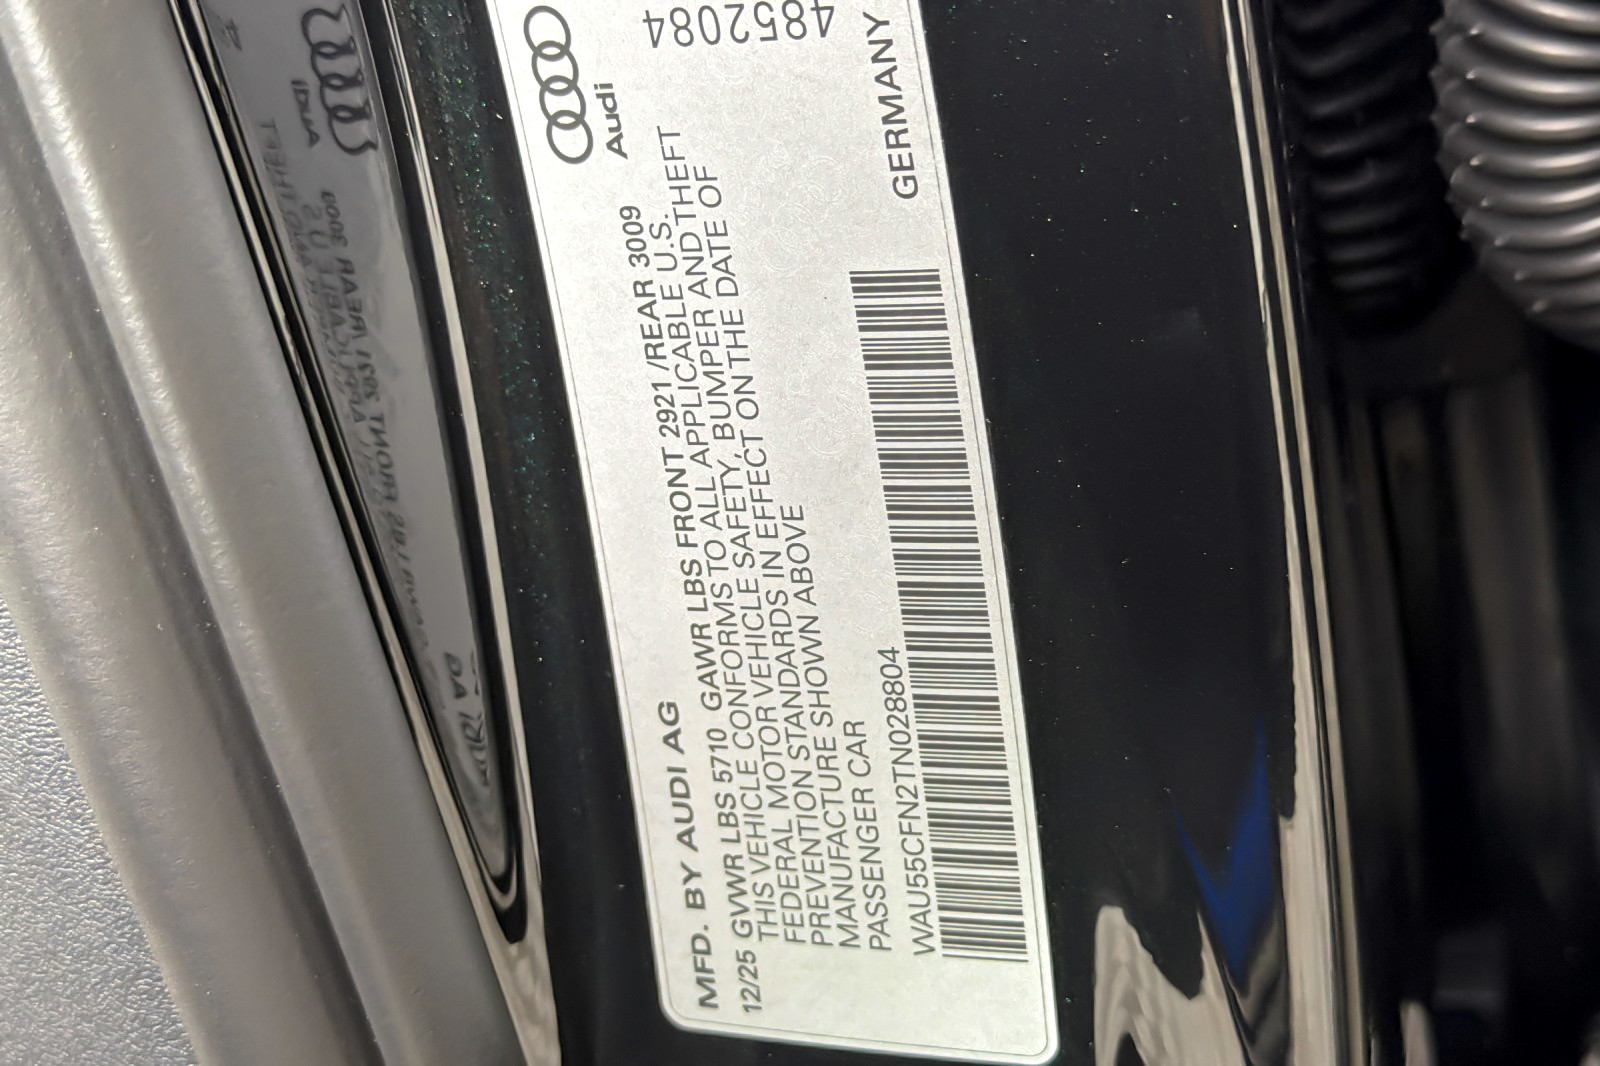 MFD. BY AUDI AG
Audi
12/25 GVWR LBS 5710 GAWR LBS FRONT 2921 /REAR 3009
THIS VEHICLE CONFORMS TO ALL APPLICABLE U.S.
FEDERAL MOTOR VEHICLE SAFETY, BUMPER AND THEFT
PREVENTION STANDARDS IN EFFECT ON THE DATE OF
MANUFACTURE SHOWN ABOVE
PASSENGER CAR
WAU55CFN2TN028804
GERMANY
4852084